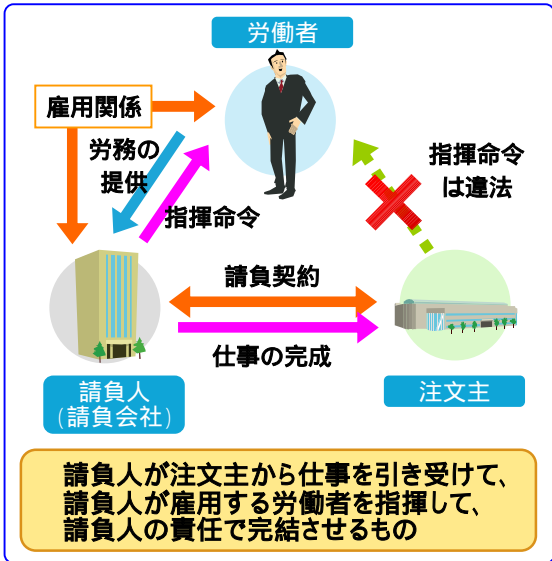 労働者
雇用関係
労務の
提供
指揮命令
指揮命令
は違法
請負契約
仕事の完成
請負人
(請負会社)
注文主
請負人が注文主から仕事を引き受けて、
請負人が雇用する労働者を指揮して、
請負人の責任で完結させるもの